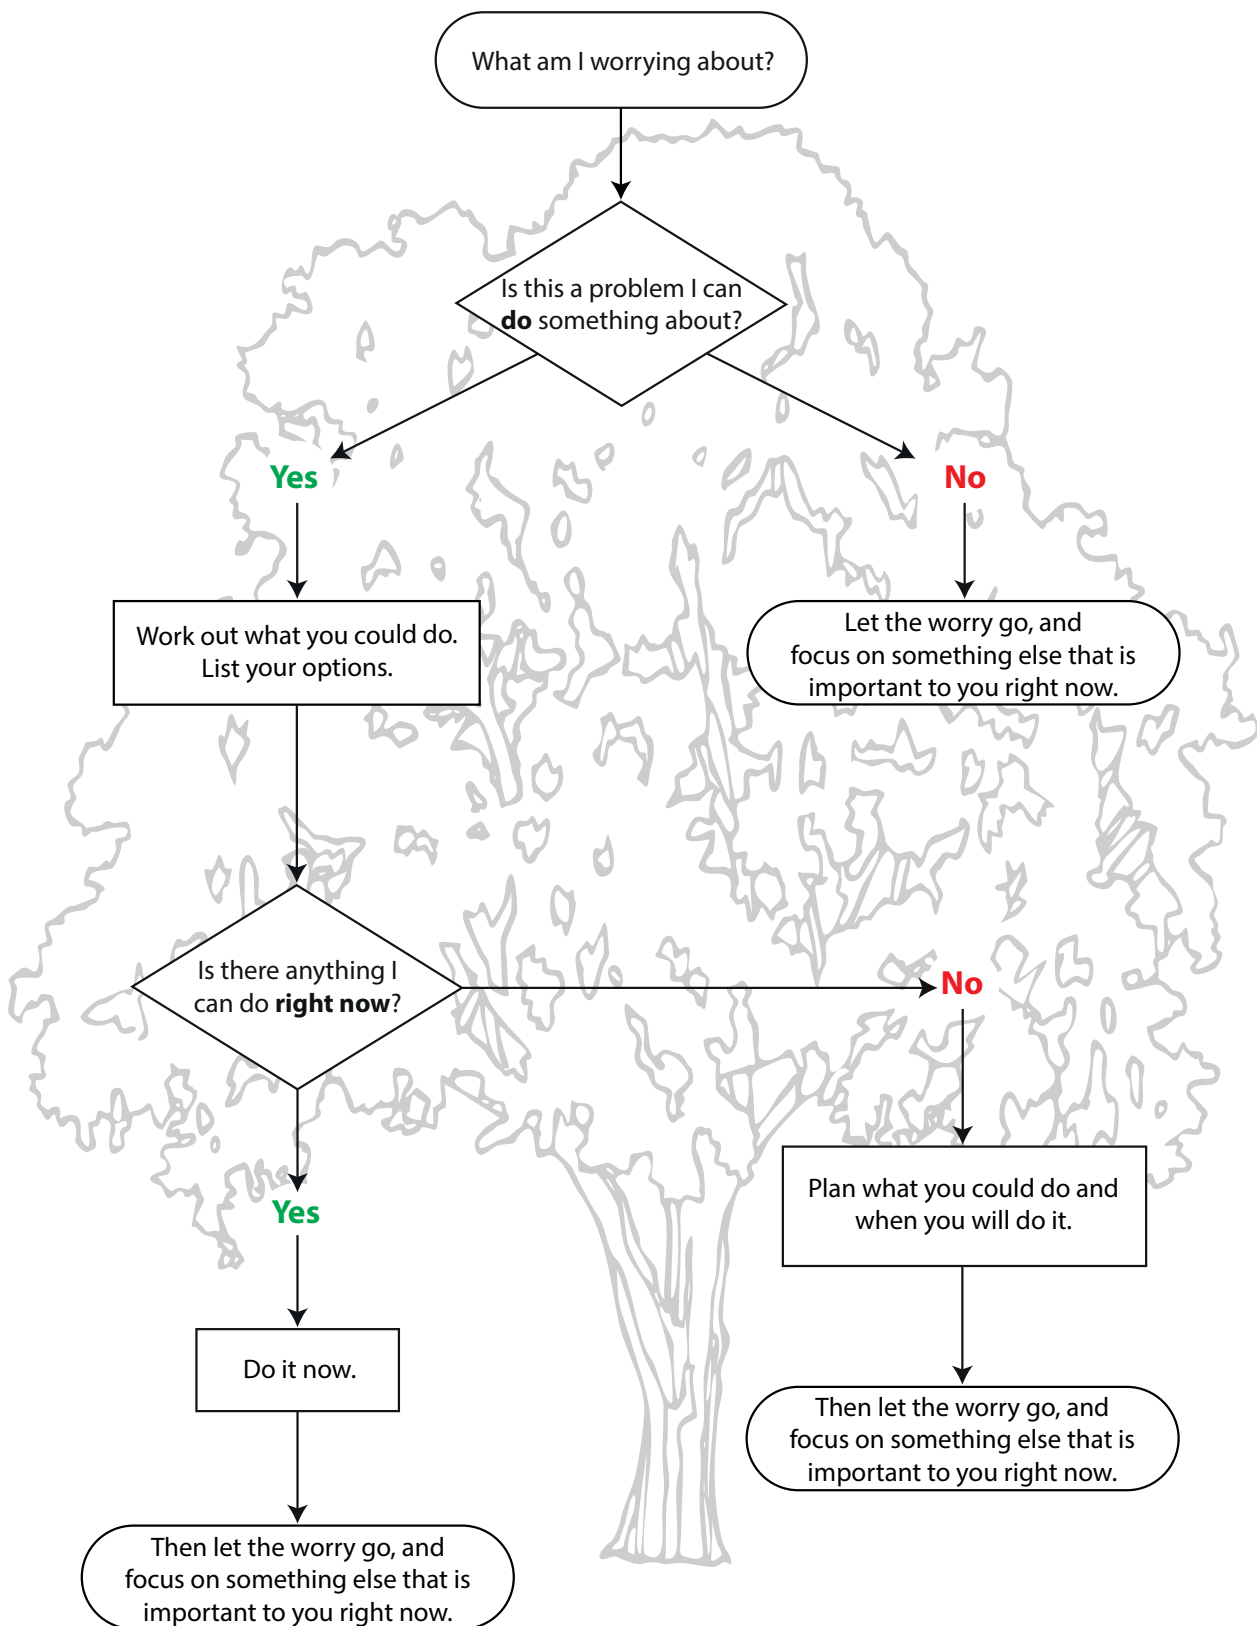 What am I worrying about?
Is this a problem I can
do something about?
Yes
No
Work out what you could do.
List your options.
Let the worry go, and
focus on something else that is
important to you right now.
Is there anything I
can do right now?
No
Yes
Plan what you could do and
when you will do it.
Do it now.
Then let the worry go, and
focus on something else that is
important to you right now.
Then let the worry go, and
focus on something else that is
important to you right now.